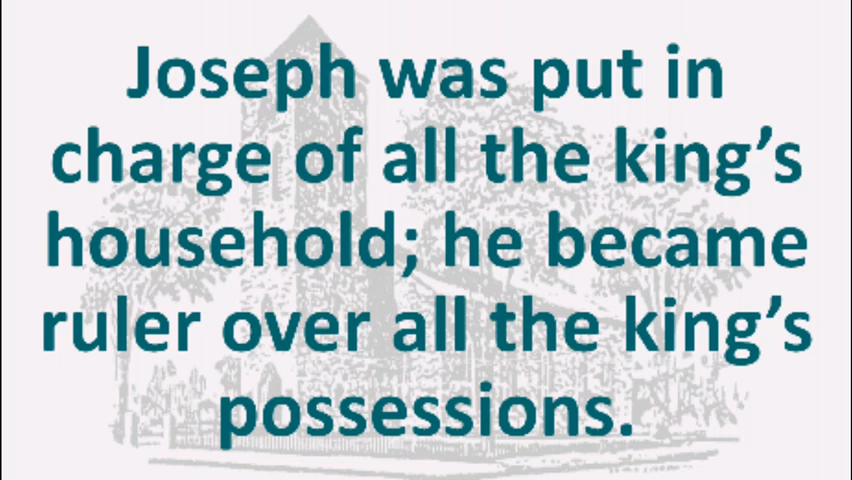 Joseph was put in
charge of all the king’s
household; he became
ruler over all the king’s
possessions.